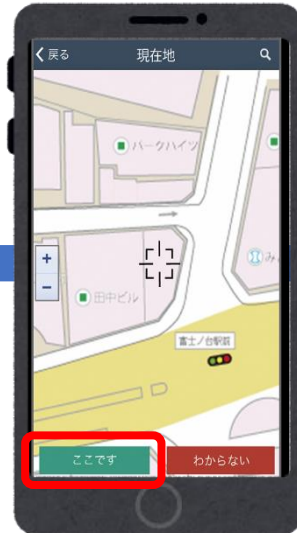 戻る 現在地
パークハイツ
+
み
−
田中ビル
富士ノ台駅前
ここです わからない